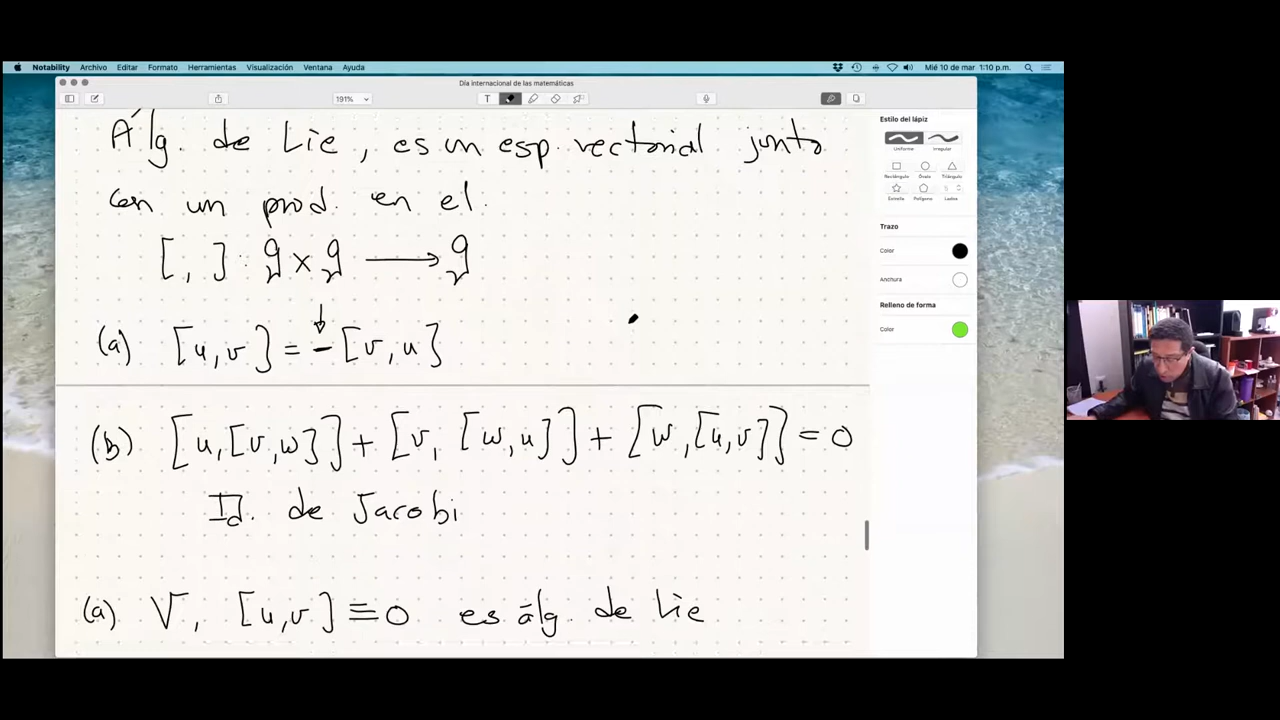 Notability Archivo Editar Formato Herramientas Visualización Ventana Ayuda
Mié 10 de mar 1:10 p.m.
Día internacional de las matemáticas
191%
T
Álg. de Lie, es un esp. vectorial junto
con un prod. en el.
[ , ] : g × g ⟶ g
↓
(a) [u,v] = -[v,u]
(b) [u,[v,w]] + [v,[w,u]] + [w,[u,v]] = 0
Id. de Jacobi
(a) V, [u,v] ≡ 0 es álg. de Lie
Estilo del lápiz
Uniforme Irregular
Rectángulo Óvalo Triángulo
Estrella Polígono Lados
5
Trazo
Color
Anchura
Relleno de forma
Color